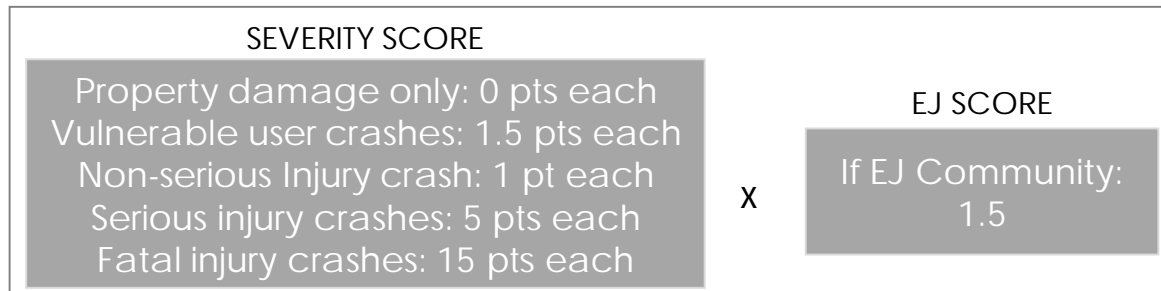 SEVERITY SCORE
Property damage only: 0 pts each
Vulnerable user crashes: 1.5 pts each
Non-serious Injury crash: 1 pt each
Serious injury crashes: 5 pts each
Fatal injury crashes: 15 pts each
X
EJ SCORE
If EJ Community:
1.5